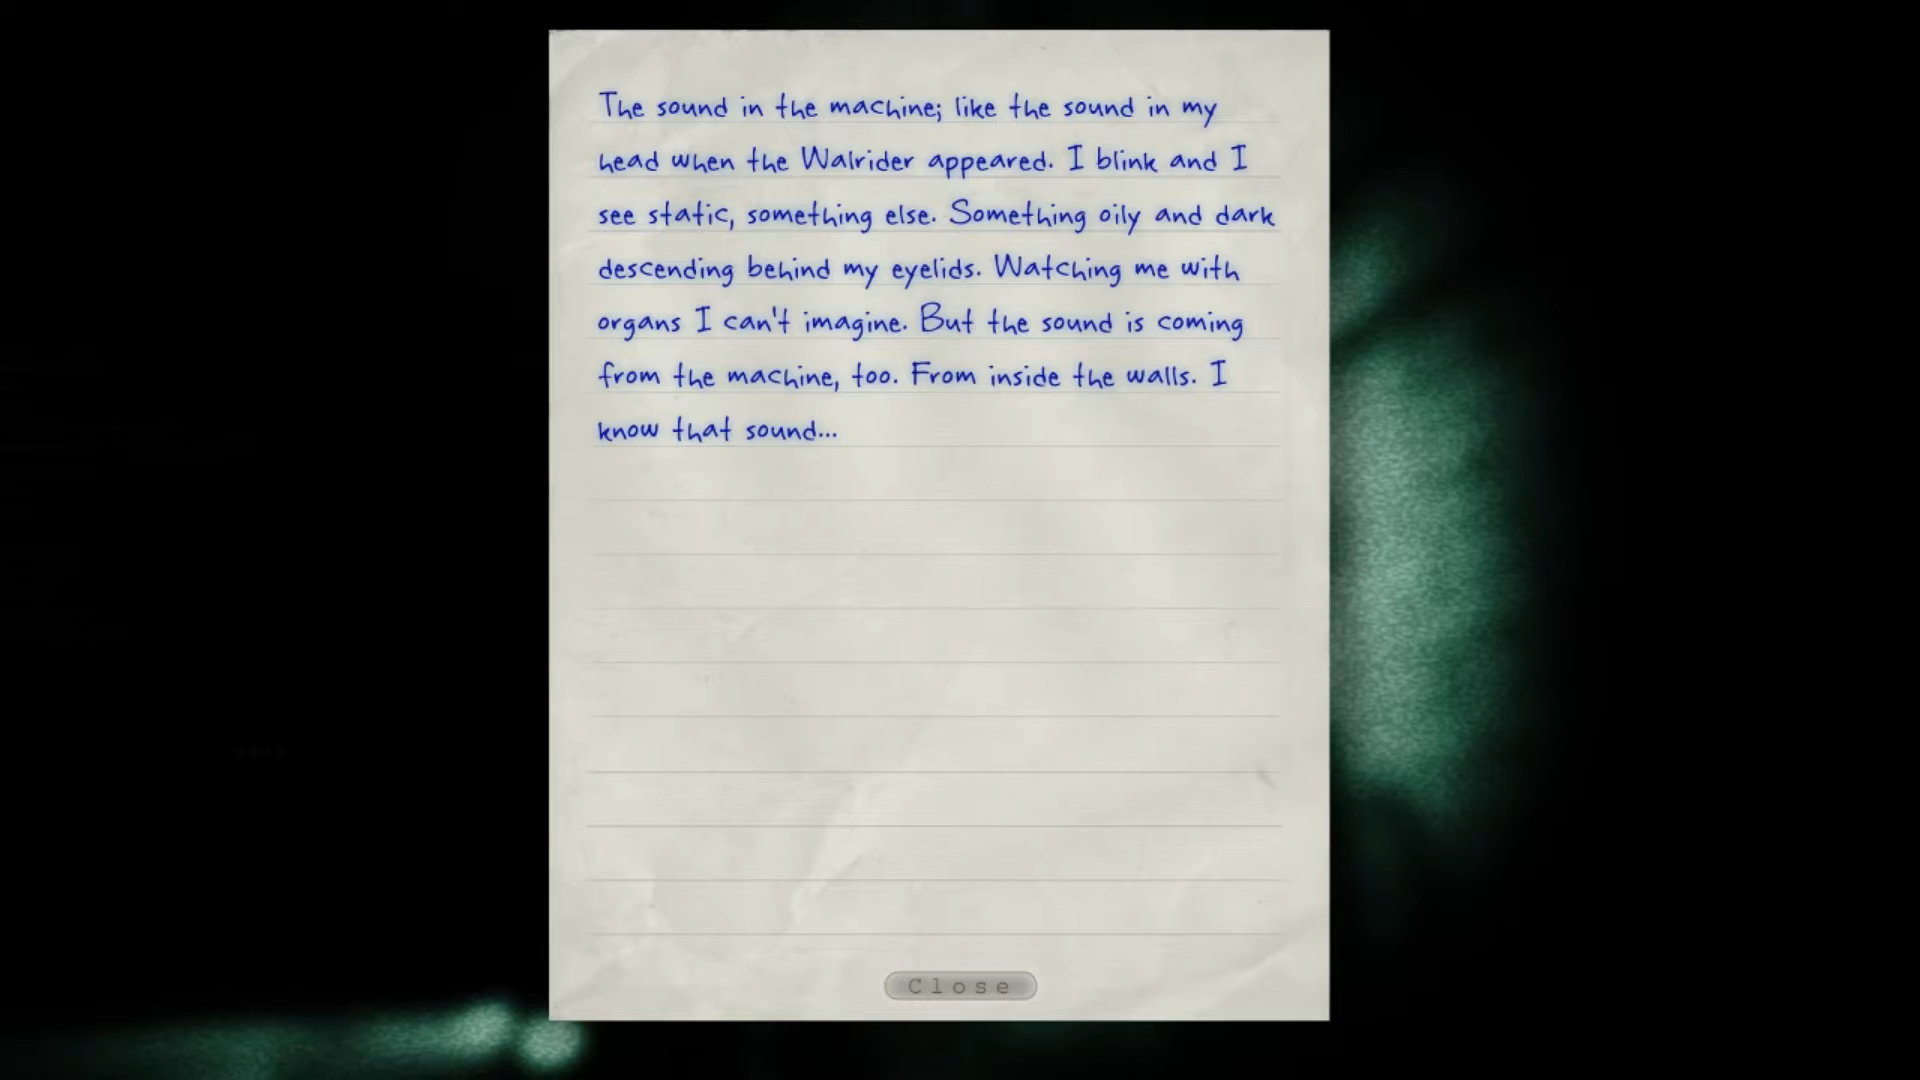 The sound in the machine; like the sound in my
head when the Walrider appeared. I blink and I
see static, something else. Something oily and dark
descending behind my eyelids. Watching me with
organs I can't imagine. But the sound is coming
from the machine, too. From inside the walls. I
know that sound...
Close